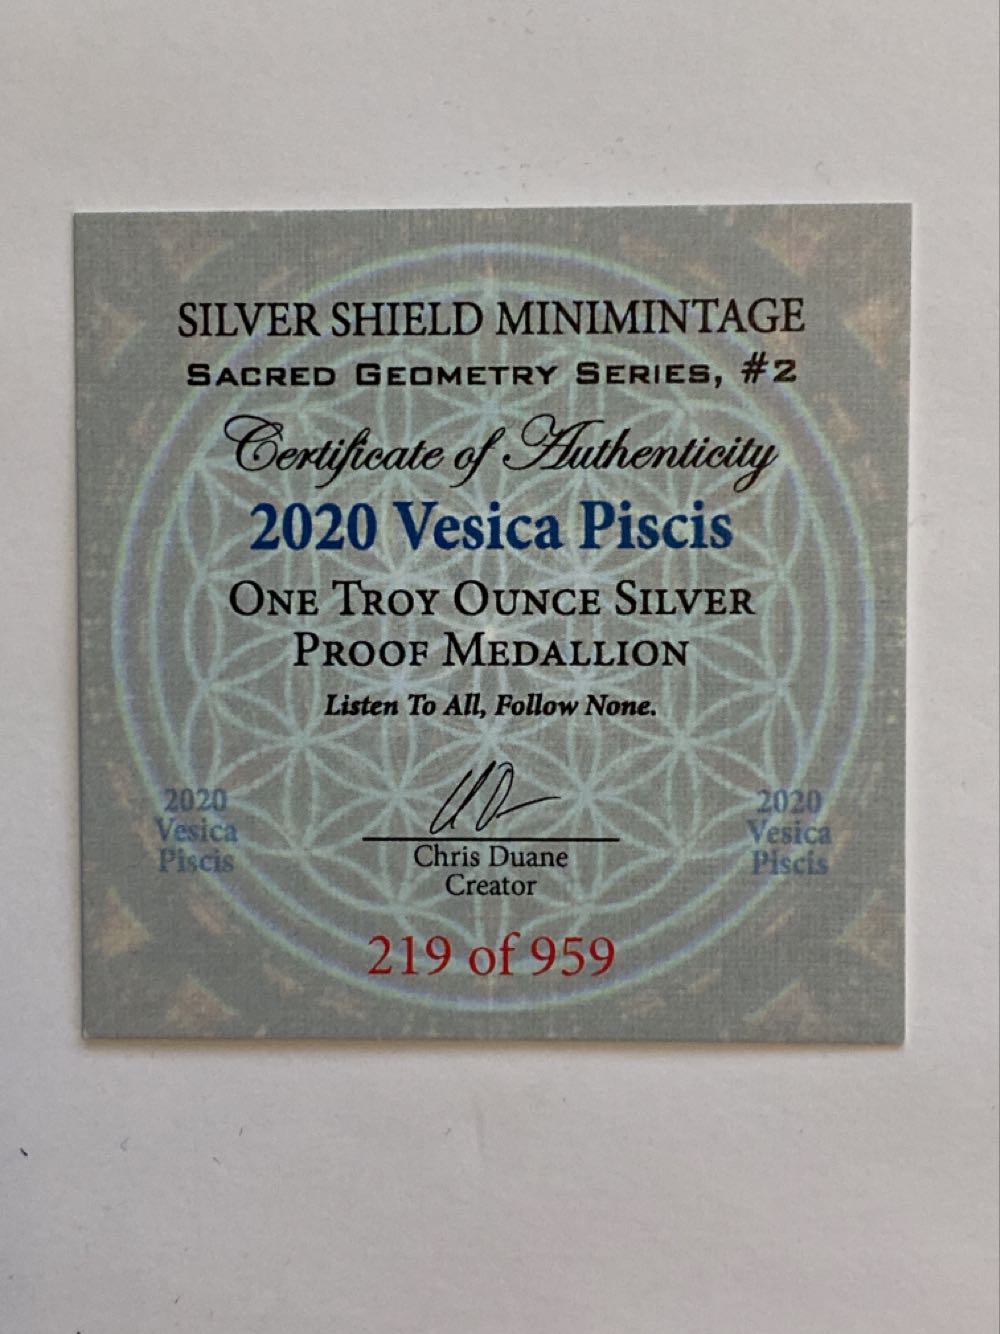 SILVER SHIELD MINIMINTAGE
SACRED GEOMETRY SERIES, #2
Certificate of Authenticity
2020 Vesica Piscis
ONE TROY OUNCE SILVER
PROOF MEDALLION
Listen To All, Follow None.
2020
Vesica
Piscis
Chris Duane
Creator
2020
Vesica
Piscis
219 of 959